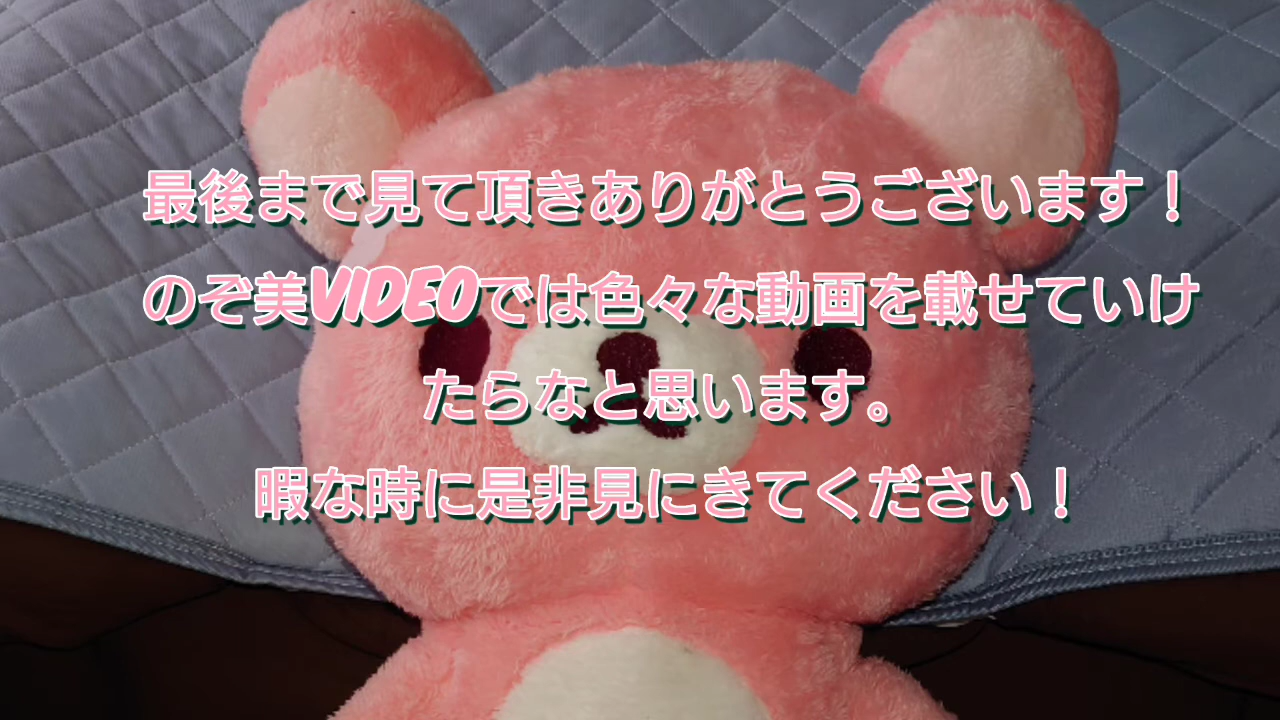 最後まで見て頂きありがとうございます！
のぞ美VIDEOでは色々な動画を載せていけ
たらなと思います。
暇な時に是非見にきてください！